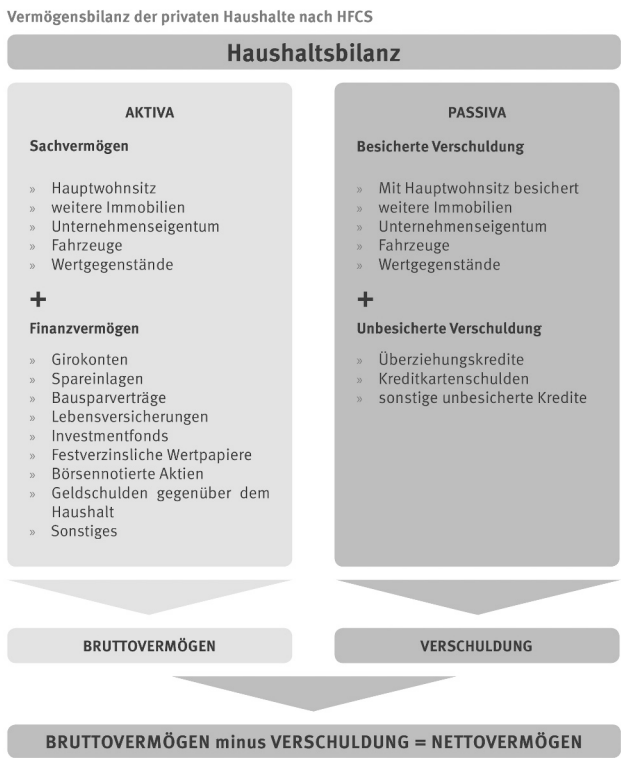 Vermögensbilanz der privaten Haushalte nach HFCS
Haushaltsbilanz
AKTIVA
Sachvermögen
» Hauptwohnsitz
» weitere Immobilien
» Unternehmenseigentum
» Fahrzeuge
» Wertgegenstände
+
Finanzvermögen
» Girokonten
» Spareinlagen
» Bausparverträge
» Lebensversicherungen
» Investmentfonds
» Festverzinsliche Wertpapiere
» Börsennotierte Aktien
» Geldschulden gegenüber dem
Haushalt
» Sonstiges
PASSIVA
Besicherte Verschuldung
» Mit Hauptwohnsitz besichert
» weitere Immobilien
» Unternehmenseigentum
» Fahrzeuge
» Wertgegenstände
+
Unbesicherte Verschuldung
» Überziehungskredite
» Kreditkartenschulden
» sonstige unbesicherte Kredite
BRUTTOVERMÖGEN
VERSCHULDUNG
BRUTTOVERMÖGEN minus VERSCHULDUNG = NETTOVERMÖGEN